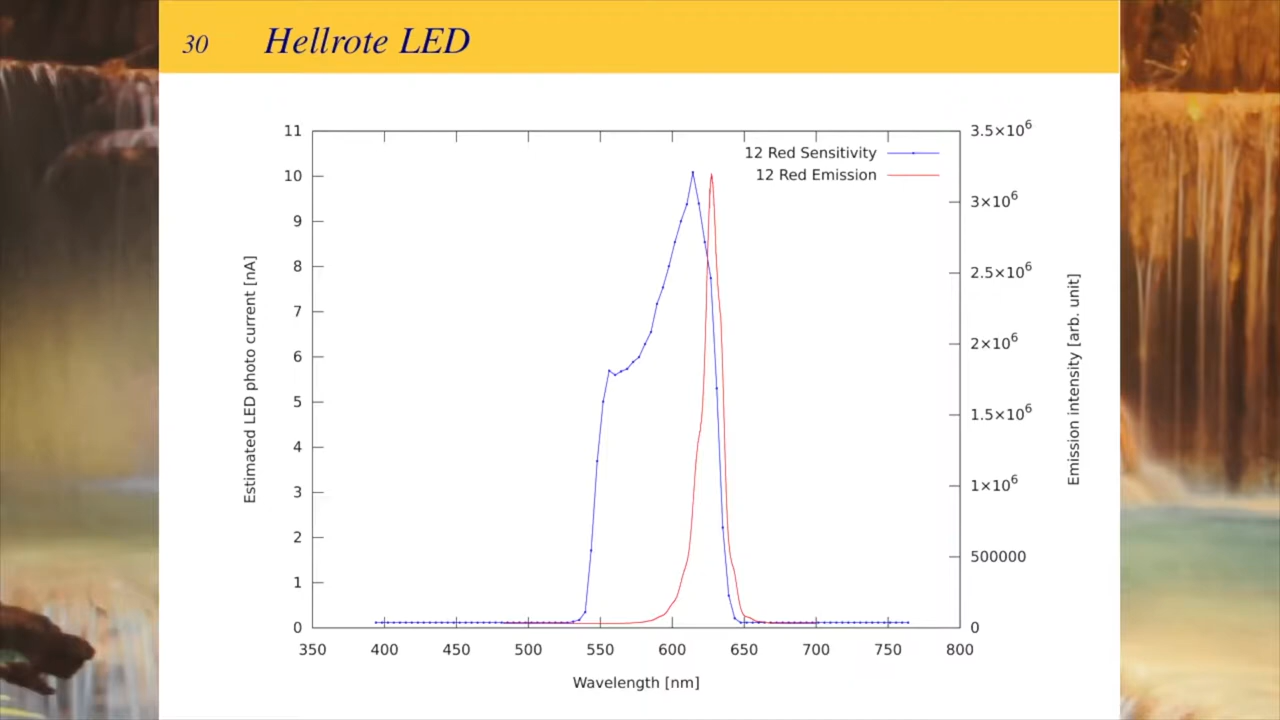 30 Hellrote LED
11
10
9
8
7
6
5
4
3
2
1
0
Estimated LED photo current [nA]
12 Red Sensitivity
12 Red Emission
3.5×10⁶
3×10⁶
2.5×10⁶
2×10⁶
1.5×10⁶
1×10⁶
500000
0
Emission intensity [arb. unit]
350 400 450 500 550 600 650 700 750 800
Wavelength [nm]